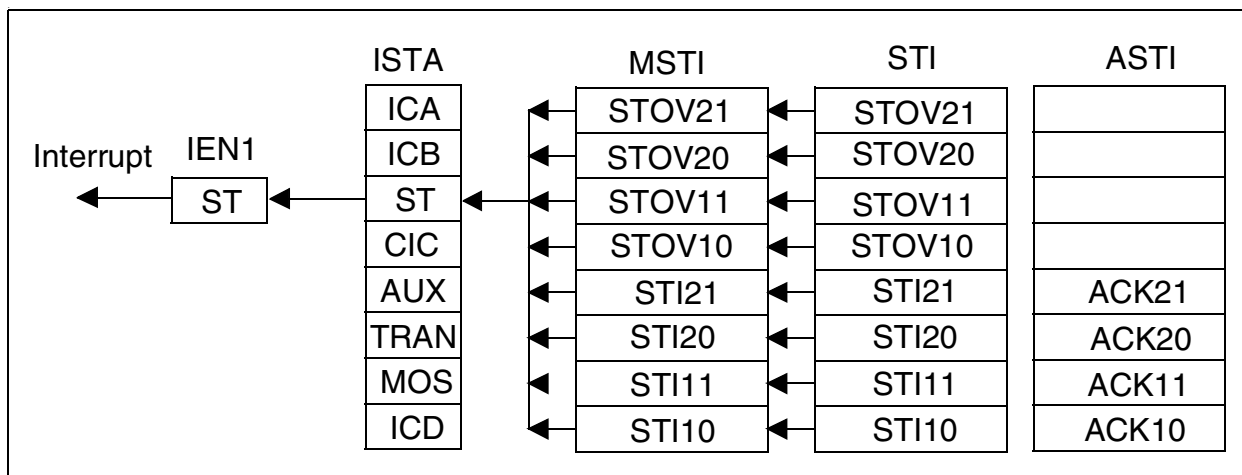 ISTA MSTI STI ASTI
ICA STOV21 STOV21
Interrupt IEN1 ICB STOV20 STOV20
ST ST STOV11 STOV11
CIC STOV10 STOV10
AUX STI21 STI21 ACK21
TRAN STI20 STI20 ACK20
MOS STI11 STI11 ACK11
ICD STI10 STI10 ACK10